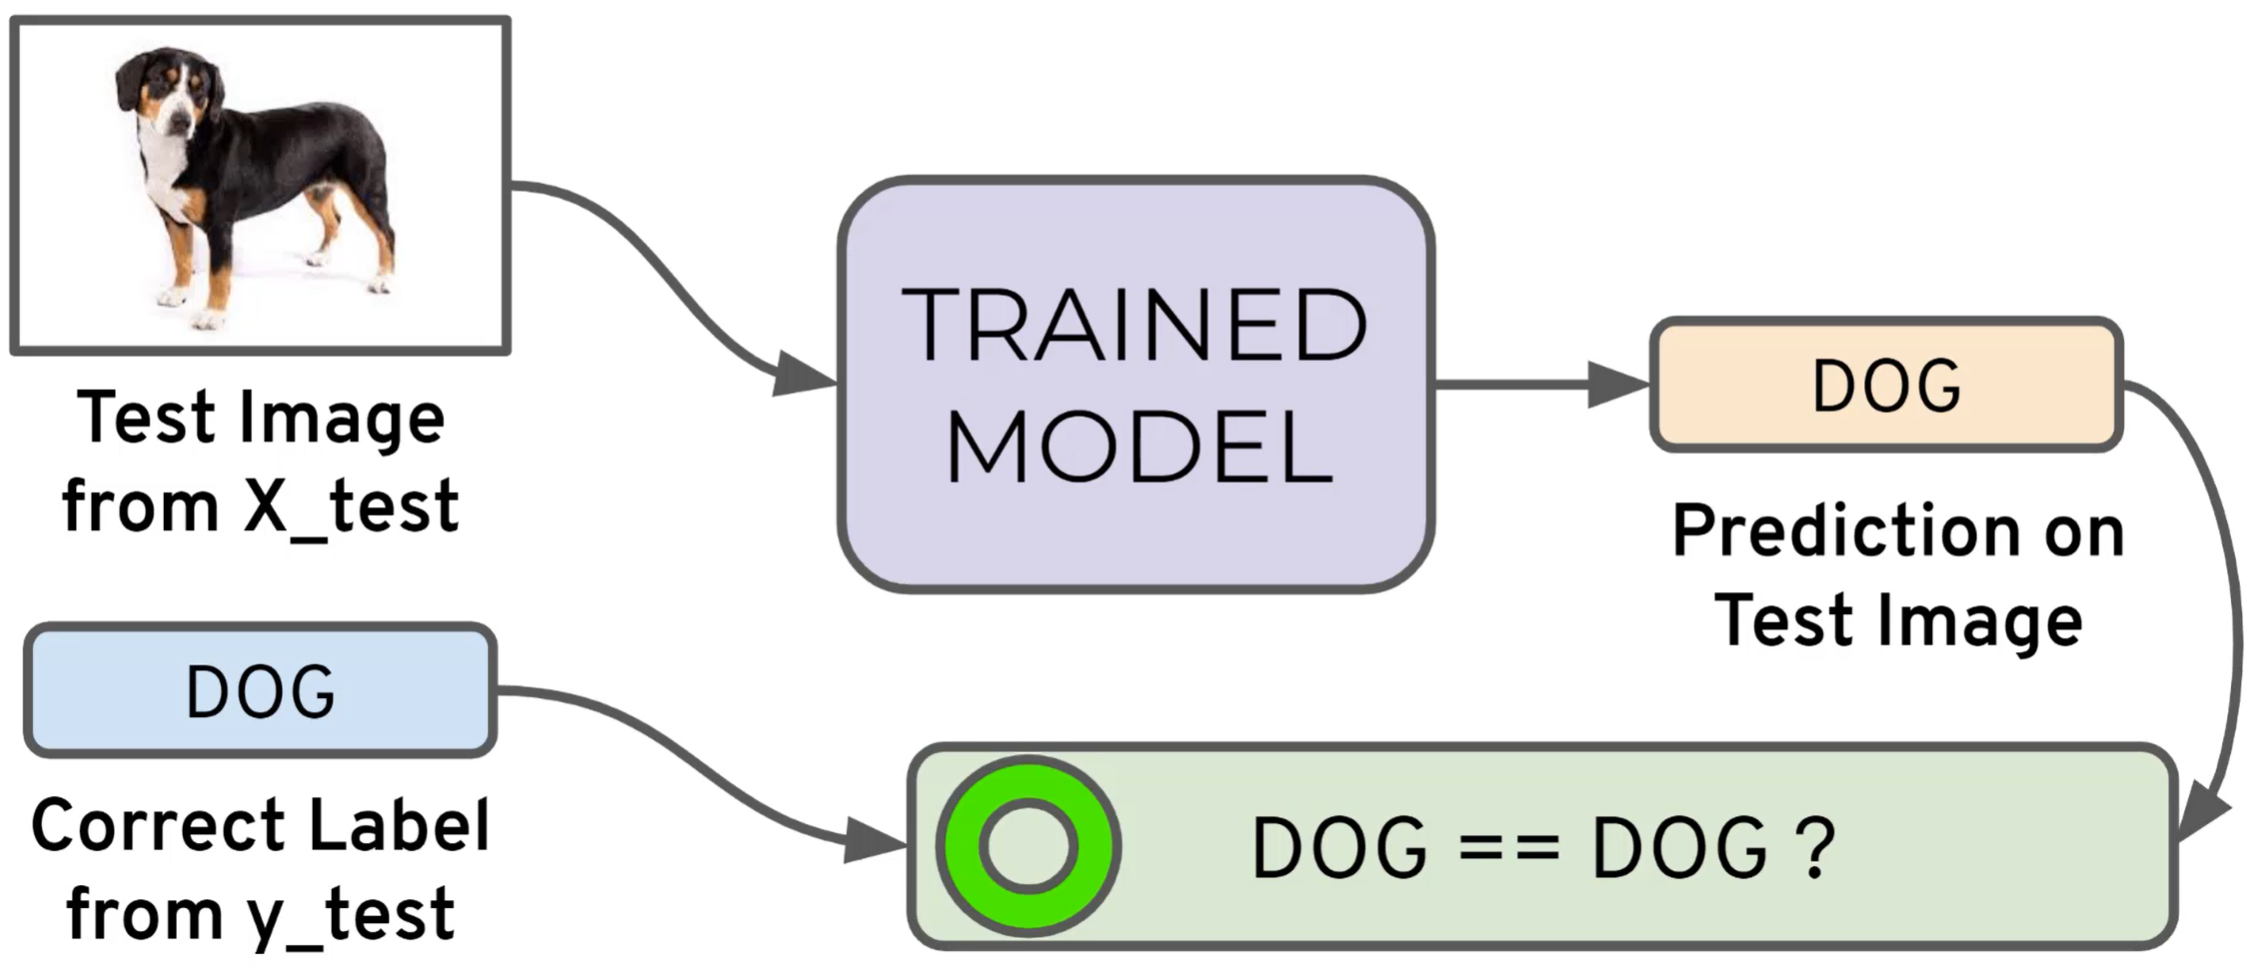 TRAINED
MODEL
DOG
Test Image
from X_test
Prediction on
Test Image
DOG
Correct Label
from y_test
DOG == DOG ?